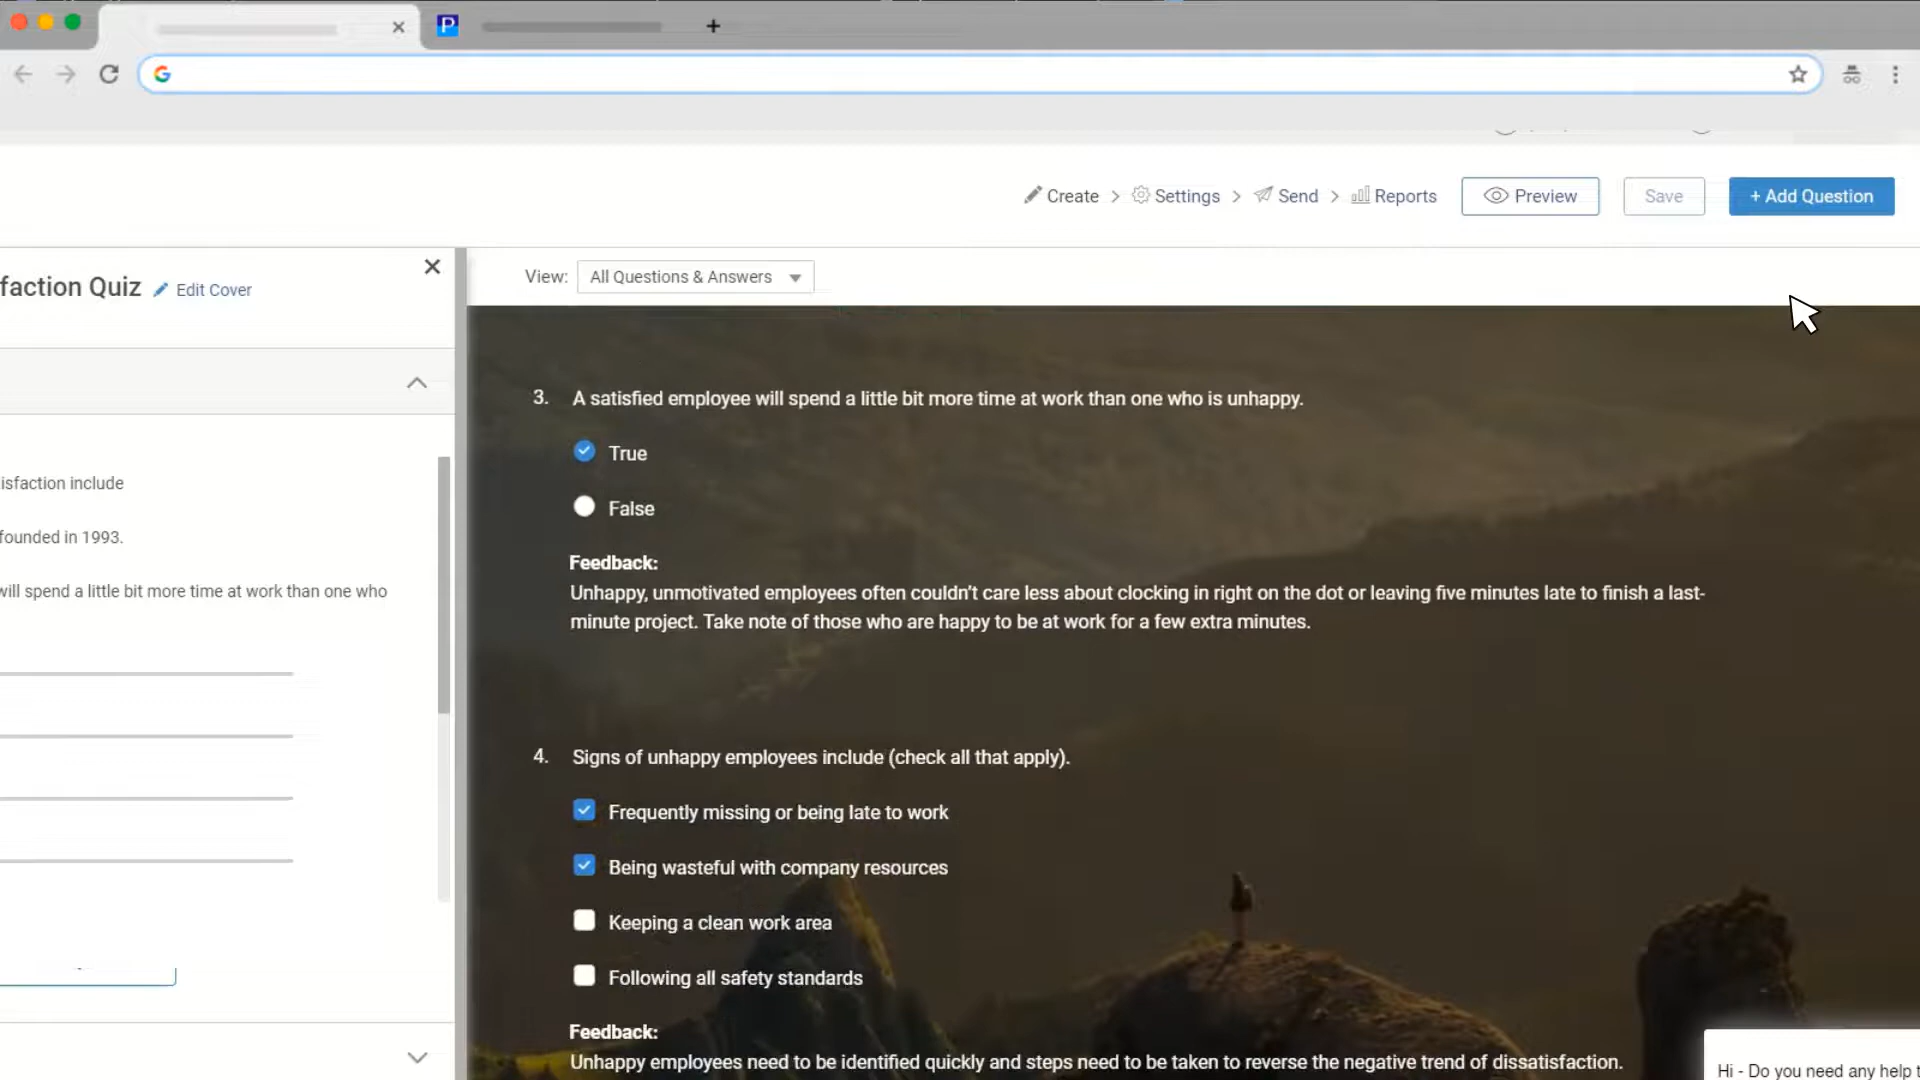 P
+
G
Create > Settings > Send > Reports Preview Save + Add Question
faction Quiz Edit Cover
isfaction include
founded in 1993.
will spend a little bit more time at work than one who
View: All Questions & Answers
3. A satisfied employee will spend a little bit more time at work than one who is unhappy.
True
False
Feedback:
Unhappy, unmotivated employees often couldn't care less about clocking in right on the dot or leaving five minutes late to finish a last-
minute project. Take note of those who are happy to be at work for a few extra minutes.
4. Signs of unhappy employees include (check all that apply).
Frequently missing or being late to work
Being wasteful with company resources
Keeping a clean work area
Following all safety standards
Feedback:
Unhappy employees need to be identified quickly and steps need to be taken to reverse the negative trend of dissatisfaction.
Hi - Do you need any help